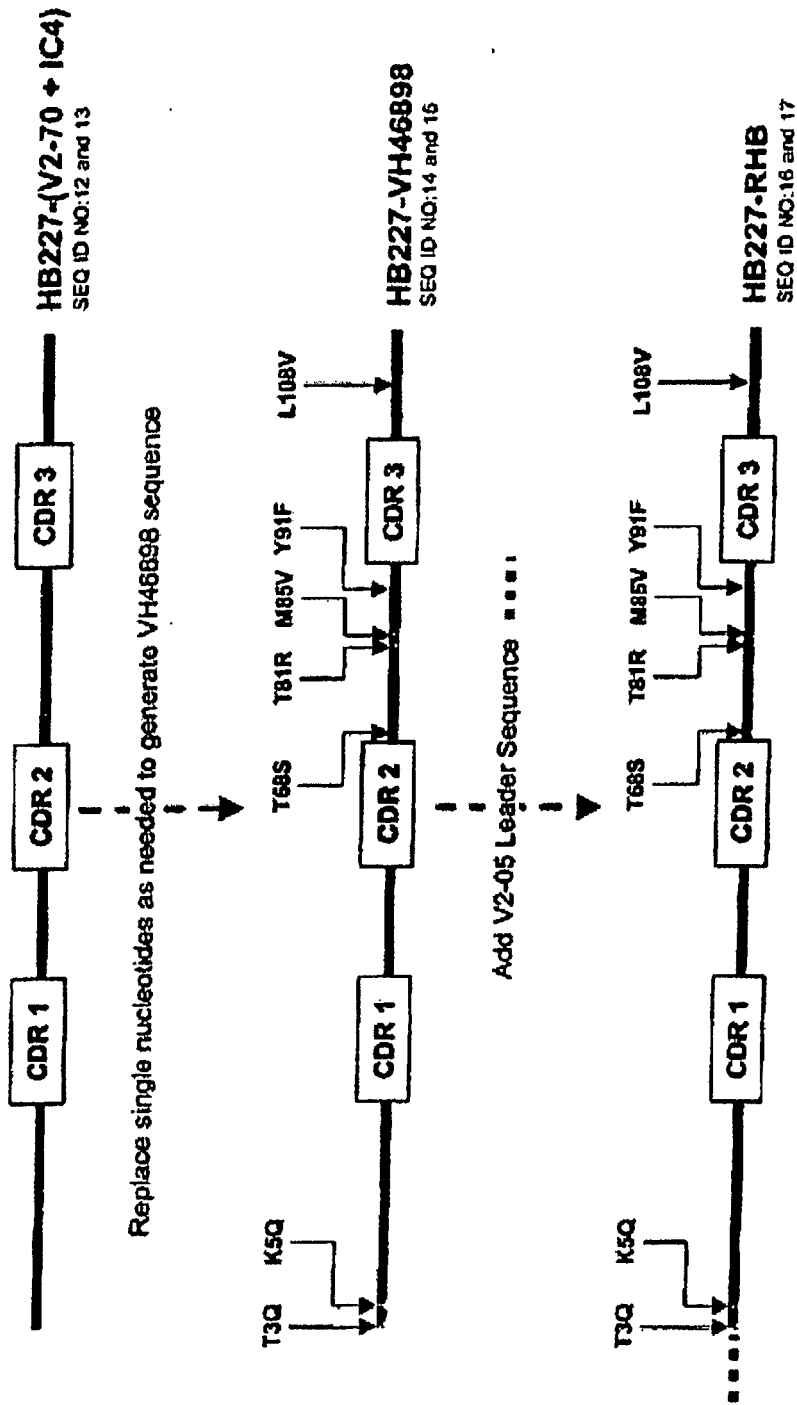 CDR 1
CDR 2
CDR 3
HB227-(V2-70 + IC4)
SEQ ID NO:12 and 13
Replace single nucleotides as needed to generate VH46898 sequence
T3Q
K5Q
T68S
T81R
M85V
Y91F
L108V
CDR 1
CDR 2
CDR 3
HB227-VH46898
SEQ ID NO:14 and 15
Add V2-05 Leader Sequence
T3Q
K5Q
T68S
T81R
M85V
Y91F
L108V
CDR 1
CDR 2
CDR 3
HB227-RHB
SEQ ID NO:16 and 17